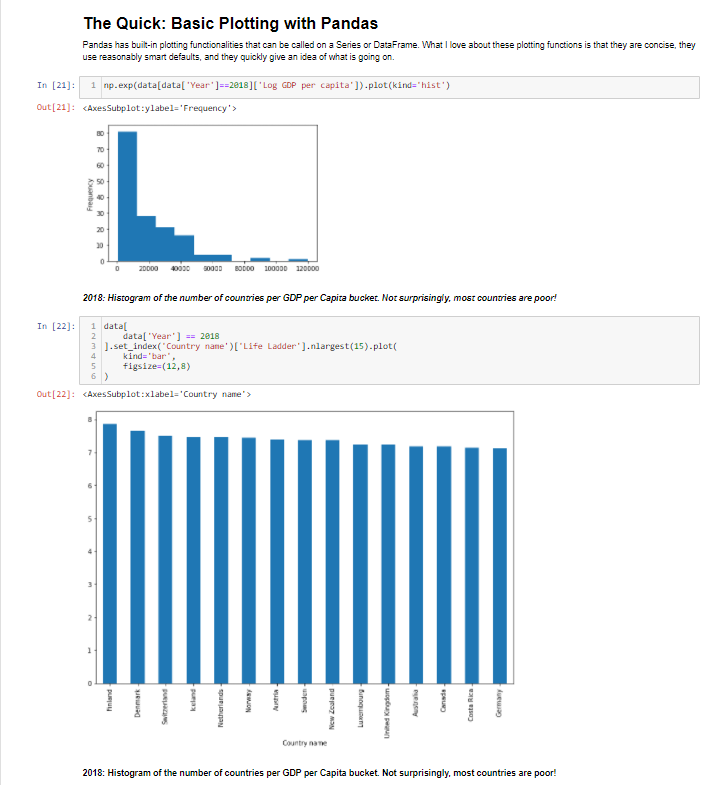 The Quick: Basic Plotting with Pandas
Pandas has built-in plotting functionalities that can be called on a Series or DataFrame. What I love about these plotting functions is that they are concise, they
use reasonably smart defaults, and they quickly give an idea of what is going on.
In [21]:
1 np.exp(data[data['Year']==2018]['Log GDP per capita']).plot(kind='hist')
Out[21]: <AxesSubplot:ylabel='Frequency'>
80
70
60
50
40
30
20
10
0
Frequency
0 20000 40000 60000 80000 100000 120000
2018: Histogram of the number of countries per GDP per Capita bucket. Not surprisingly, most countries are poor!
In [22]:
1 data[
2 data['Year'] == 2018
3 ].set_index('Country name')['Life Ladder'].nlargest(15).plot(
4 kind='bar',
5 figsize=(12,8)
6 )
Out[22]: <AxesSubplot:xlabel='Country name'>
8
7
6
5
4
3
2
1
0
Finland
Denmark
Switzerland
Iceland
Netherlands
Norway
Austria
Sweden
New Zealand
Luxembourg
United Kingdom
Australia
Canada
Costa Rica
Germany
Country name
2018: Histogram of the number of countries per GDP per Capita bucket. Not surprisingly, most countries are poor!